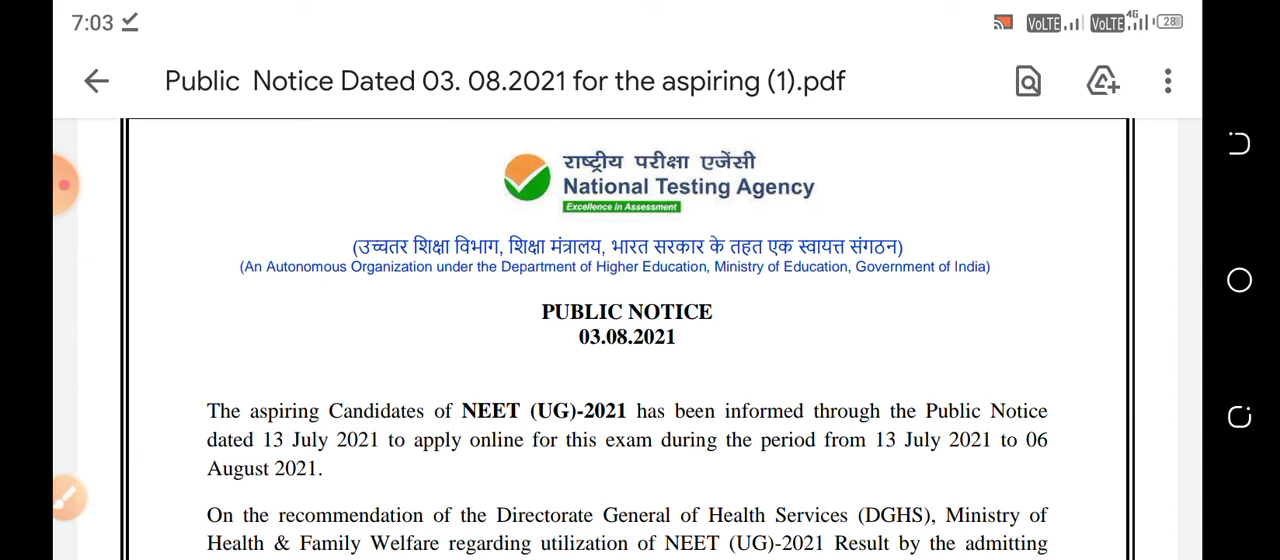 7:03
VoLTE VoLTE 4G 28
Public Notice Dated 03. 08.2021 for the aspiring (1).pdf
राष्ट्रीय परीक्षा एजेंसी
National Testing Agency
Excellence in Assessment
(उच्चतर शिक्षा विभाग, शिक्षा मंत्रालय, भारत सरकार के तहत एक स्वायत्त संगठन)
(An Autonomous Organization under the Department of Higher Education, Ministry of Education, Government of India)
PUBLIC NOTICE
03.08.2021
The aspiring Candidates of NEET (UG)-2021 has been informed through the Public Notice
dated 13 July 2021 to apply online for this exam during the period from 13 July 2021 to 06
August 2021.
On the recommendation of the Directorate General of Health Services (DGHS), Ministry of
Health & Family Welfare regarding utilization of NEET (UG)-2021 Result by the admitting